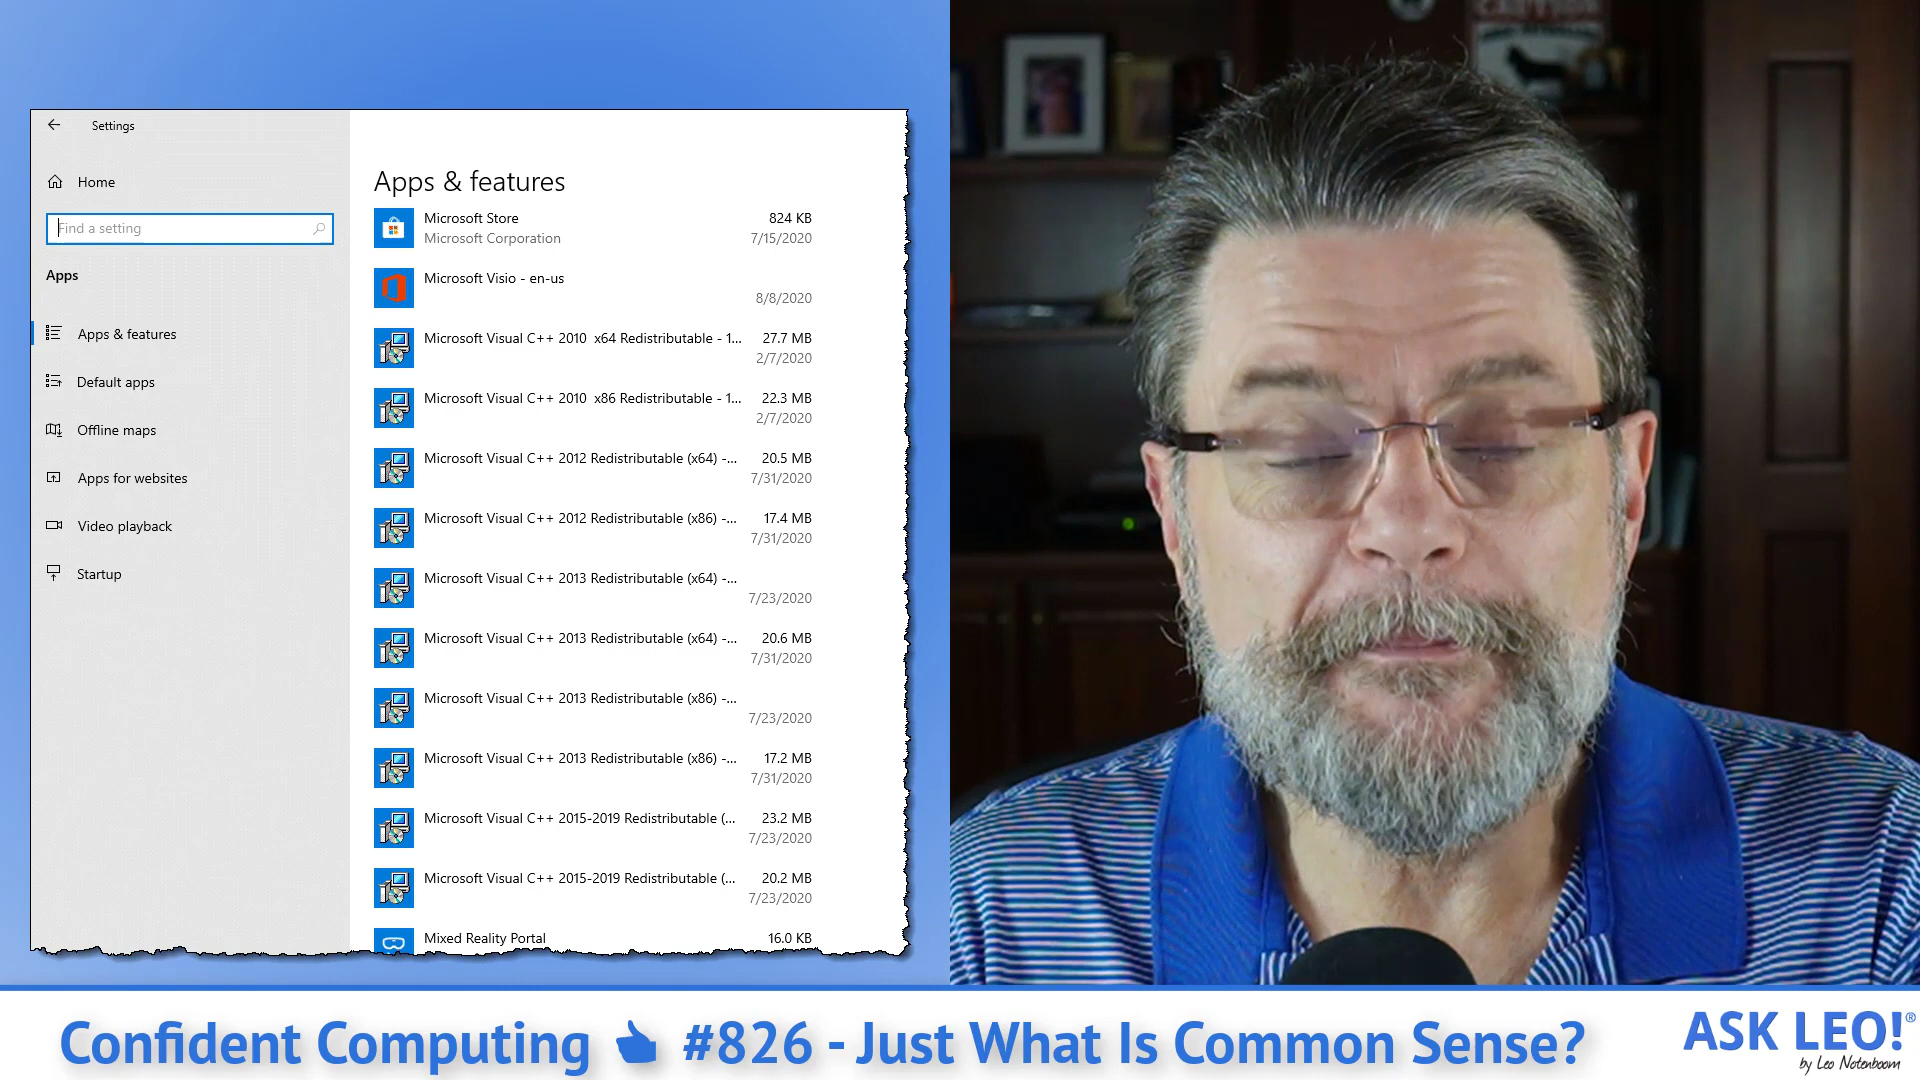 Settings
Home
Find a setting
Apps
Apps & features
Default apps
Offline maps
Apps for websites
Video playback
Startup
Apps & features
Microsoft Store 824 KB
Microsoft Corporation 7/15/2020
Microsoft Visio - en-us
8/8/2020
Microsoft Visual C++ 2010 x64 Redistributable - 1... 27.7 MB
2/7/2020
Microsoft Visual C++ 2010 x86 Redistributable - 1... 22.3 MB
2/7/2020
Microsoft Visual C++ 2012 Redistributable (x64) -... 20.5 MB
7/31/2020
Microsoft Visual C++ 2012 Redistributable (x86) -... 17.4 MB
7/31/2020
Microsoft Visual C++ 2013 Redistributable (x64) -...
7/23/2020
Microsoft Visual C++ 2013 Redistributable (x64) -... 20.6 MB
7/31/2020
Microsoft Visual C++ 2013 Redistributable (x86) -...
7/23/2020
Microsoft Visual C++ 2013 Redistributable (x86) -... 17.2 MB
7/31/2020
Microsoft Visual C++ 2015-2019 Redistributable (... 23.2 MB
7/23/2020
Microsoft Visual C++ 2015-2019 Redistributable (... 20.2 MB
7/23/2020
Mixed Reality Portal 16.0 KB
Confident Computing #826 - Just What Is Common Sense?
ASK LEO!®
by Leo Notenboom